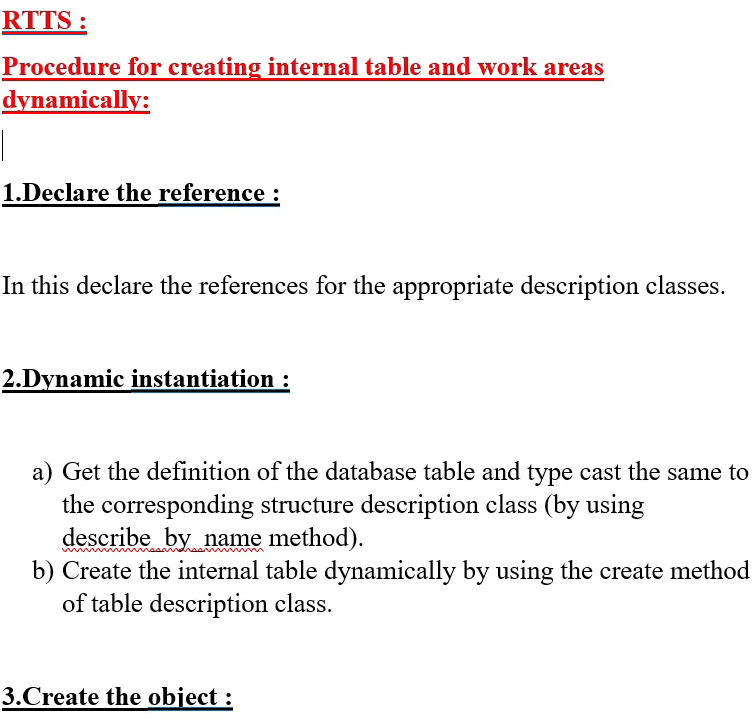 RTTS :
Procedure for creating internal table and work areas
dynamically:
1.Declare the reference :
In this declare the references for the appropriate description classes.
2.Dynamic instantiation :
a) Get the definition of the database table and type cast the same to
the corresponding structure description class (by using
describe_by_name method).
b) Create the internal table dynamically by using the create method
of table description class.
3.Create the object :